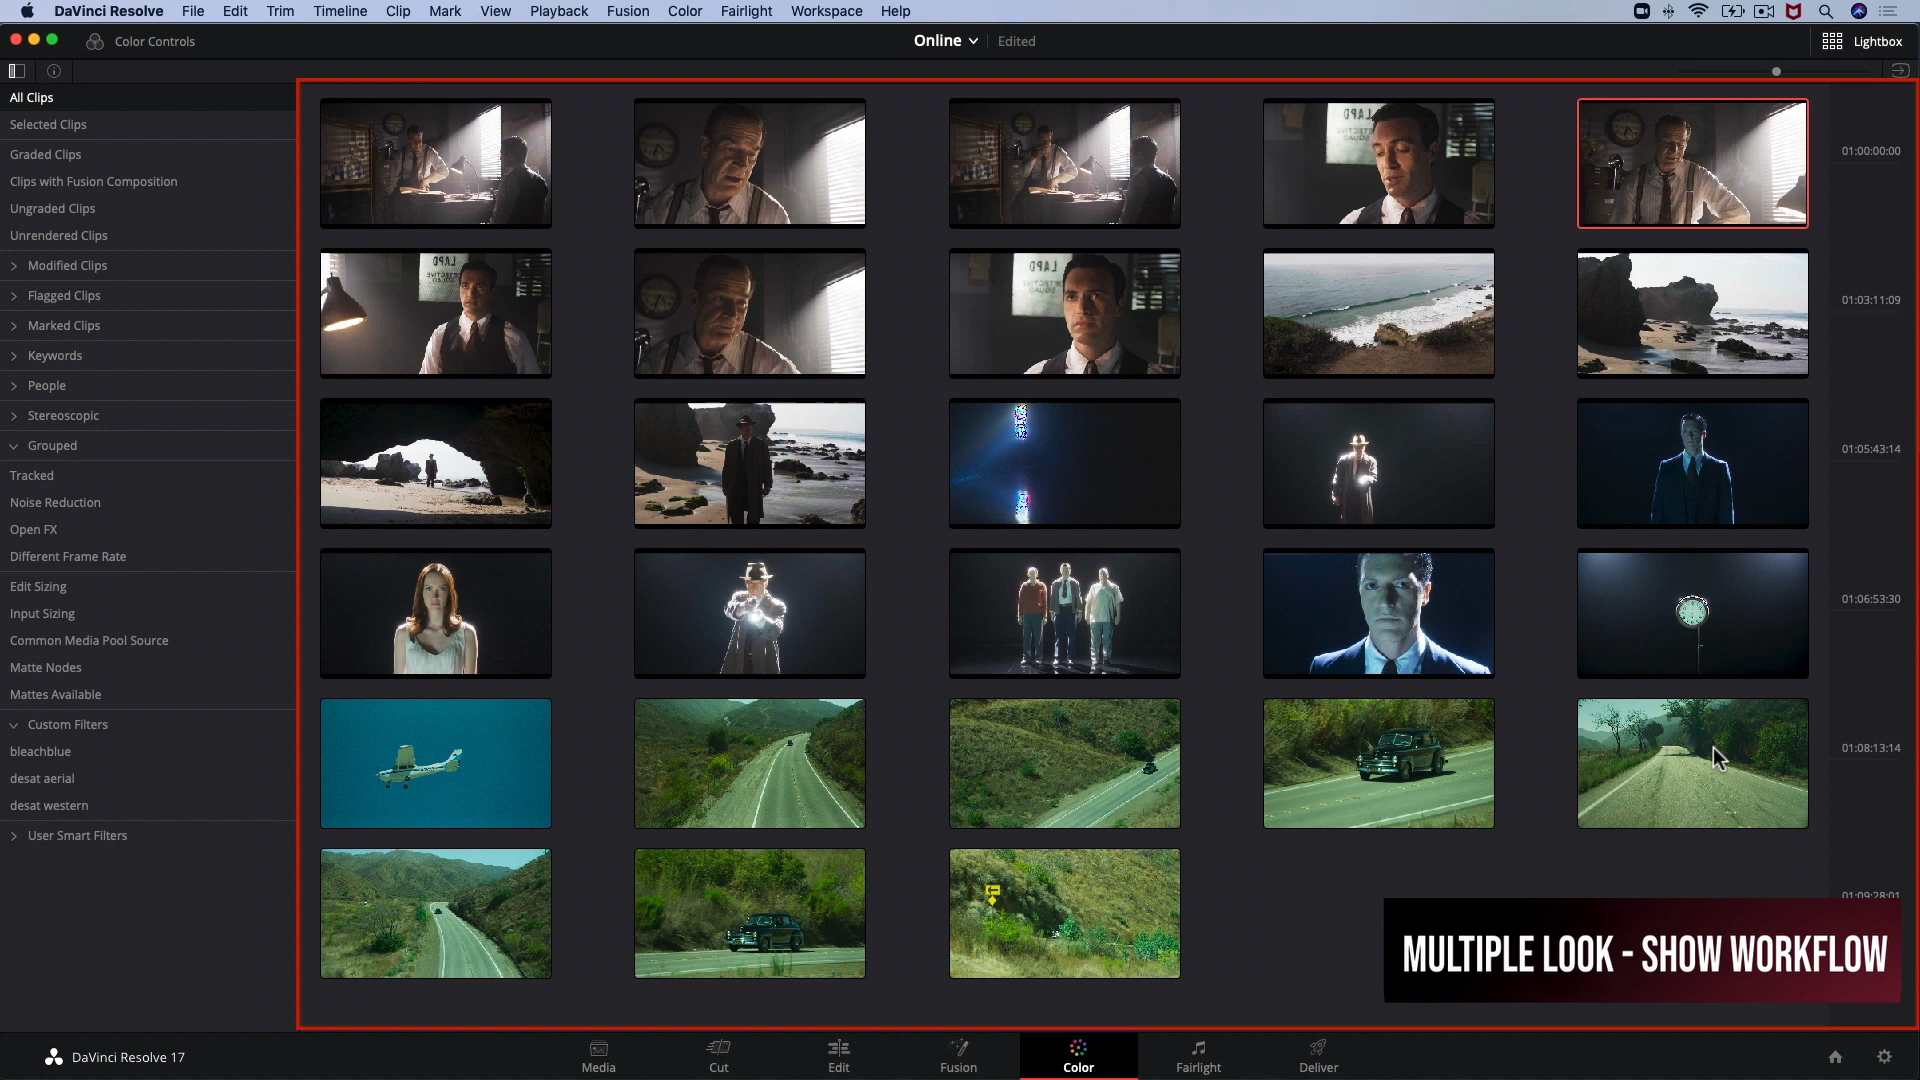 DaVinci Resolve File Edit Trim Timeline Clip Mark View Playback Fusion Color Fairlight Workspace Help
Color Controls
Online
Edited
Lightbox
All Clips
Selected Clips
Graded Clips
Clips with Fusion Composition
Ungraded Clips
Unrendered Clips
Modified Clips
Flagged Clips
Marked Clips
Keywords
People
Stereoscopic
Grouped
Tracked
Noise Reduction
Open FX
Different Frame Rate
Edit Sizing
Input Sizing
Common Media Pool Source
Matte Nodes
Mattes Available
Custom Filters
bleachblue
desat aerial
desat western
User Smart Filters
01:00:00:00
01:03:11:09
01:05:43:14
01:06:53:30
01:08:13:14
01:09:28:01
MULTIPLE LOOK - SHOW WORKFLOW
DaVinci Resolve 17
Media
Cut
Edit
Fusion
Color
Fairlight
Deliver